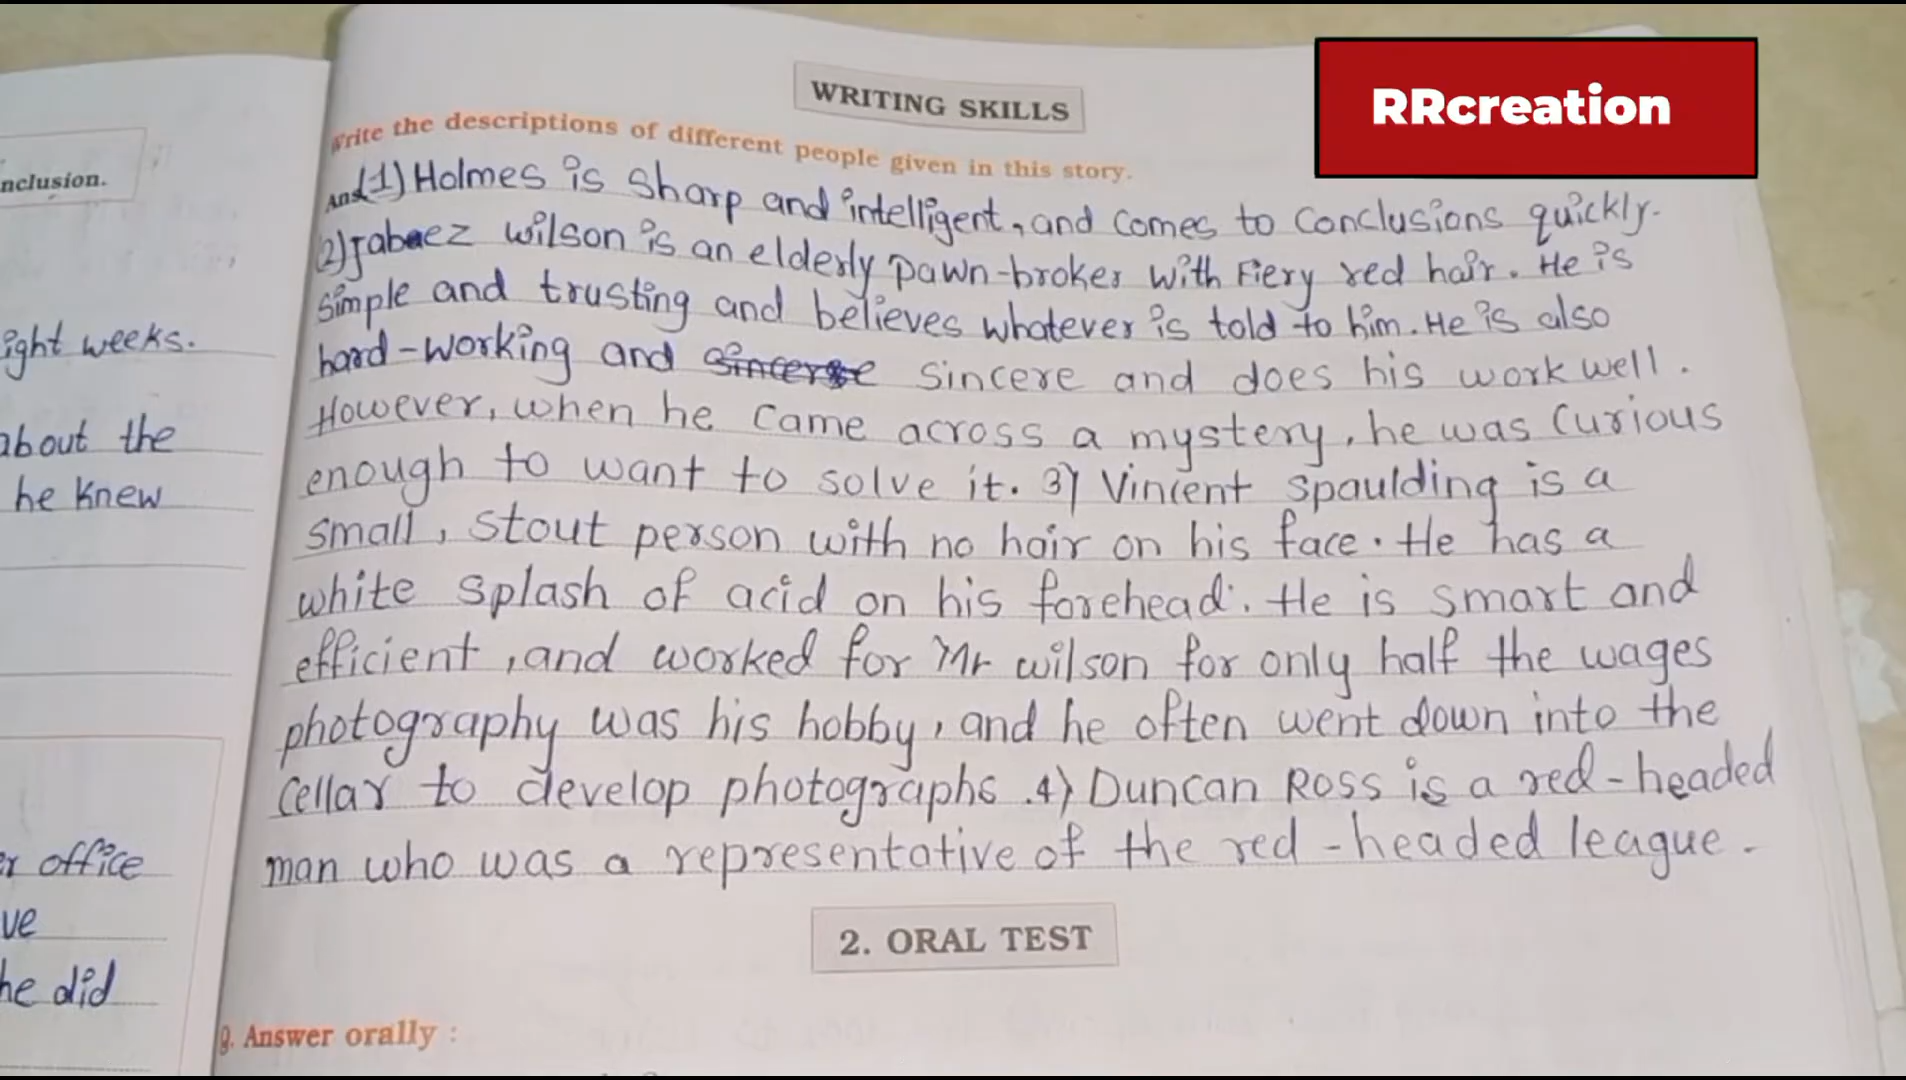 RRcreation
WRITING SKILLS
Write the descriptions of different people given in this story.
Ans(1) Holmes is sharp and intelligent, and comes to conclusions quickly.
2) Jabez wilson is an elderly pawn-broker with Fiery red hair. He is
simple and trusting and believes whatever is told to him. He is also
hard-working and sincere sincere and does his work well.
However, when he came across a mystery, he was curious
enough to want to solve it. 3) Vincent spaulding is a
small, stout person with no hair on his face. He has a
white splash of acid on his forehead. He is smart and
efficient, and worked for Mr wilson for only half the wages
photography was his hobby, and he often went down into the
cellar to develop photographs. 4) Duncan Ross is a red-headed
man who was a representative of the red-headed league.
2. ORAL TEST
g. Answer orally :
nclusion.
ight weeks.
about the
he knew
office
ve
he did